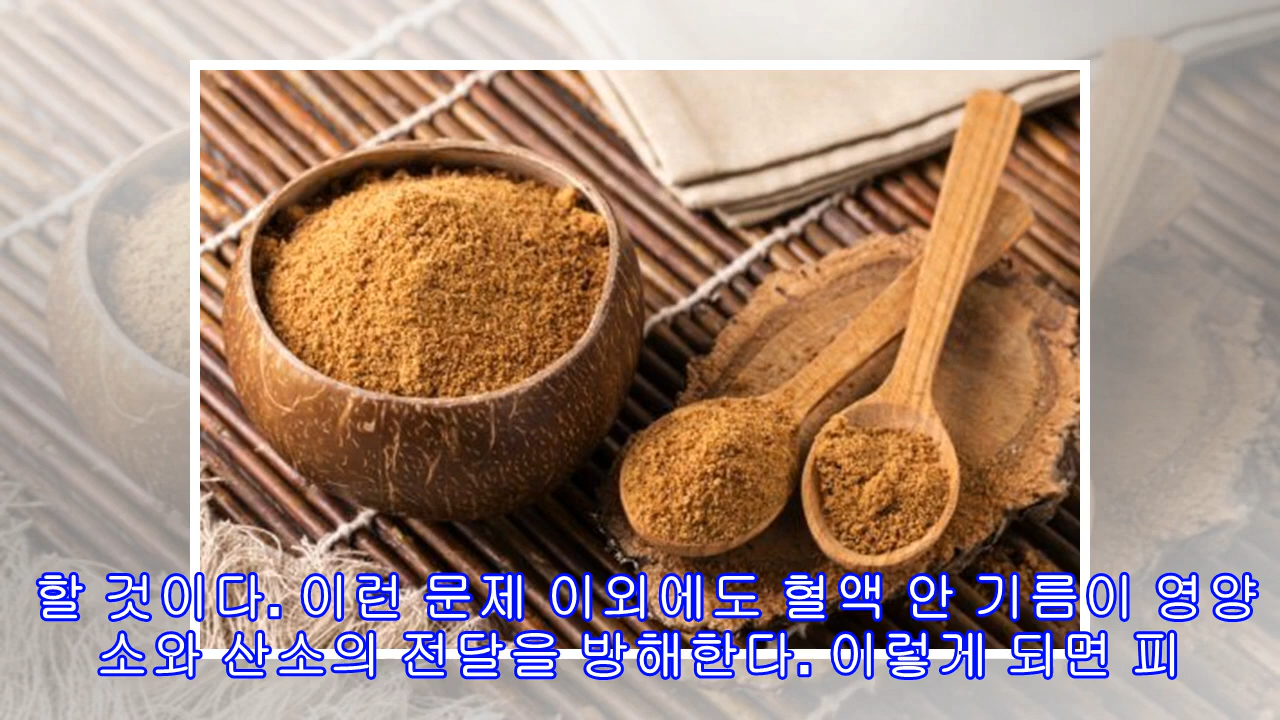 할 것이다. 이런 문제 이외에도 혈액 안 기름이 영양
소와 산소의 전달을 방해한다. 이렇게 되면 피